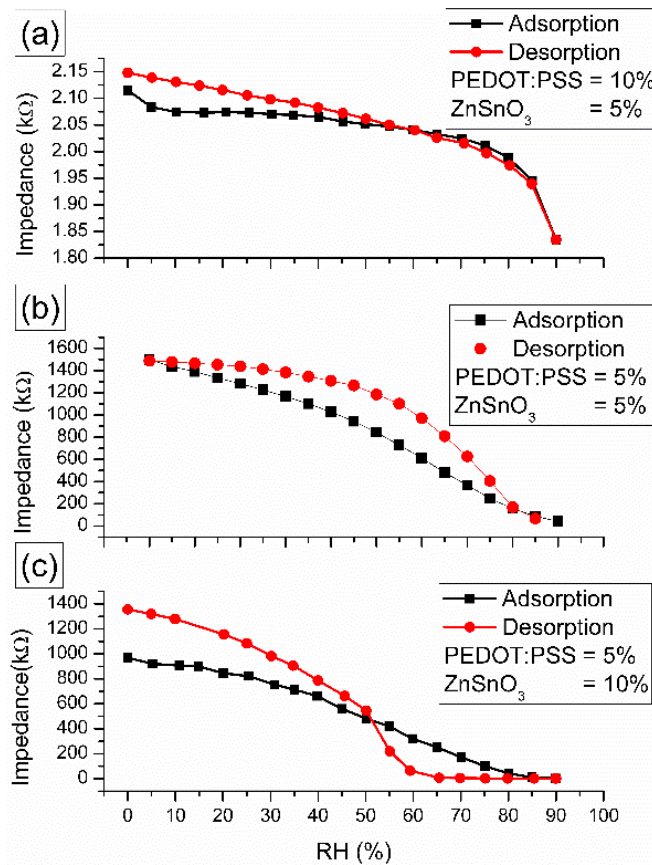 (a)
Adsorption
Desorption
PEDOT:PSS = 10%
ZnSnO₃ = 5%
Impedance (kΩ)
2.15
2.10
2.05
2.00
1.95
1.90
1.85
1.80
(b)
Adsorption
Desorption
PEDOT:PSS = 5%
ZnSnO₃ = 5%
Impedance (kΩ)
1600
1400
1200
1000
800
600
400
200
0
(c)
Adsorption
Desorption
PEDOT:PSS = 5%
ZnSnO₃ = 10%
Impedance(kΩ)
1400
1200
1000
800
600
400
200
0
0 10 20 30 40 50 60 70 80 90 100
RH (%)